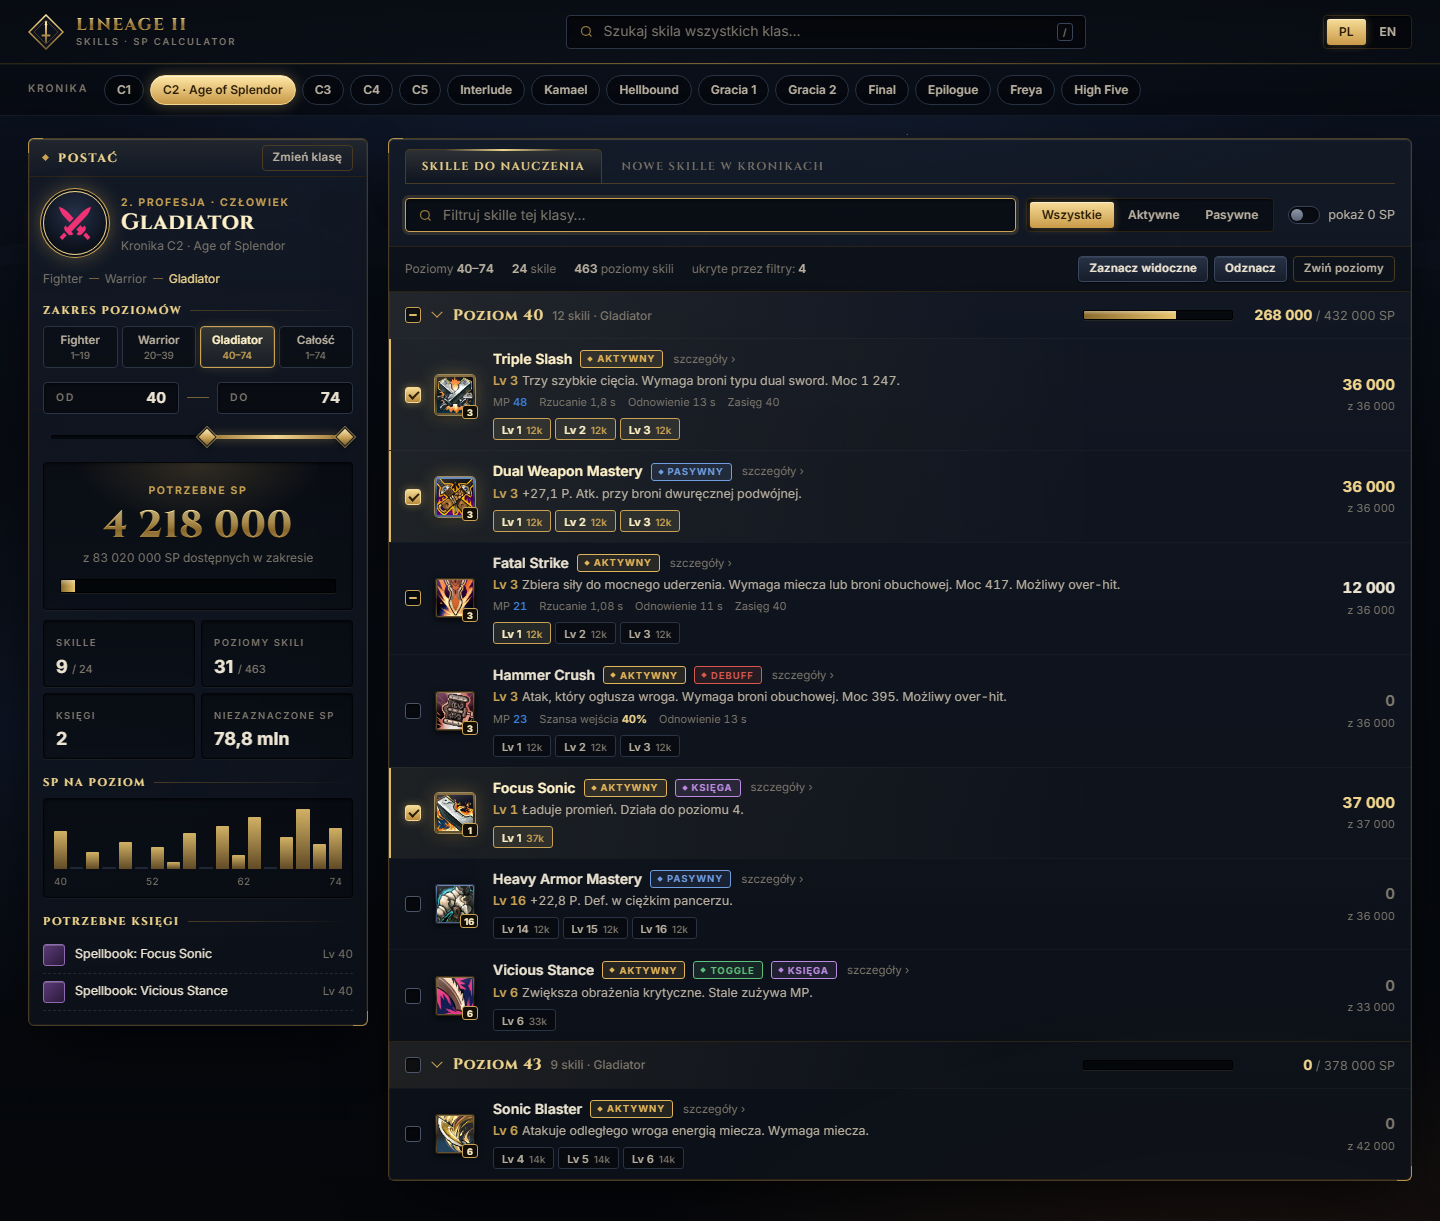 LINEAGE II
SKILLS · SP CALCULATOR
Szukaj skila wszystkich klas...
/
PL EN
KRONIKA C1 C2 · Age of Splendor C3 C4 C5 Interlude Kamael Hellbound Gracia 1 Gracia 2 Final Epilogue Freya High Five
POSTAĆ
Zmień klasę
2. PROFESJA · CZŁOWIEK
GLADIATOR
Kronika C2 · Age of Splendor
Fighter — Warrior — Gladiator
ZAKRES POZIOMÓW
Fighter Warrior Gladiator Całość
1–19 20–39 40–74 1–74
OD 40 — DO 74
POTRZEBNE SP
4 218 000
z 83 020 000 SP dostępnych w zakresie
SKILLE POZIOMY SKILI
9 / 24 31 / 463
KSIĘGI NIEZAZNACZONE SP
2 78,8 mln
SP NA POZIOM
40 52 62 74
POTRZEBNE KSIĘGI
Spellbook: Focus Sonic Lv 40
Spellbook: Vicious Stance Lv 40
SKILLE DO NAUCZENIA NOWE SKILLE W KRONIKACH
Filtruj skille tej klasy...
Wszystkie Aktywne Pasywne pokaż 0 SP
Poziomy 40–74 24 skile 463 poziomy skili ukryte przez filtry: 4
Zaznacz widoczne Odznacz Zwiń poziomy
POZIOM 40 12 skili · Gladiator 268 000 / 432 000 SP
Triple Slash AKTYWNY szczegóły ›
Lv 3 Trzy szybkie cięcia. Wymaga broni typu dual sword. Moc 1 247.
MP 48 Rzucanie 1,8 s Odnowienie 13 s Zasięg 40
3
Lv 1 12k Lv 2 12k Lv 3 12k
36 000
z 36 000
Dual Weapon Mastery PASYWNY szczegóły ›
Lv 3 +27,1 P. Atk. przy broni dwuręcznej podwójnej.
3
Lv 1 12k Lv 2 12k Lv 3 12k
36 000
z 36 000
Fatal Strike AKTYWNY szczegóły ›
Lv 3 Zbiera siły do mocnego uderzenia. Wymaga miecza lub broni obuchowej. Moc 417. Możliwy over-hit.
MP 21 Rzucanie 1,08 s Odnowienie 11 s Zasięg 40
3
Lv 1 12k Lv 2 12k Lv 3 12k
12 000
z 36 000
Hammer Crush AKTYWNY DEBUFF szczegóły ›
Lv 3 Atak, który ogłusza wroga. Wymaga broni obuchowej. Moc 395. Możliwy over-hit.
MP 23 Szansa wejścia 40% Odnowienie 13 s
3
Lv 1 12k Lv 2 12k Lv 3 12k
0
z 36 000
Focus Sonic AKTYWNY KSIĘGA szczegóły ›
Lv 1 Ładuje promień. Działa do poziomu 4.
1
Lv 1 37k
37 000
z 37 000
Heavy Armor Mastery PASYWNY szczegóły ›
Lv 16 +22,8 P. Def. w ciężkim pancerzu.
16
Lv 14 12k Lv 15 12k Lv 16 12k
0
z 36 000
Vicious Stance AKTYWNY TOGGLE KSIĘGA szczegóły ›
Lv 6 Zwiększa obrażenia krytyczne. Stale zużywa MP.
6
Lv 6 33k
0
z 33 000
POZIOM 43 9 skili · Gladiator 0 / 378 000 SP
Sonic Blaster AKTYWNY szczegóły ›
Lv 6 Atakuje odległego wroga energią miecza. Wymaga miecza.
6
Lv 4 14k Lv 5 14k Lv 6 14k
0
z 42 000